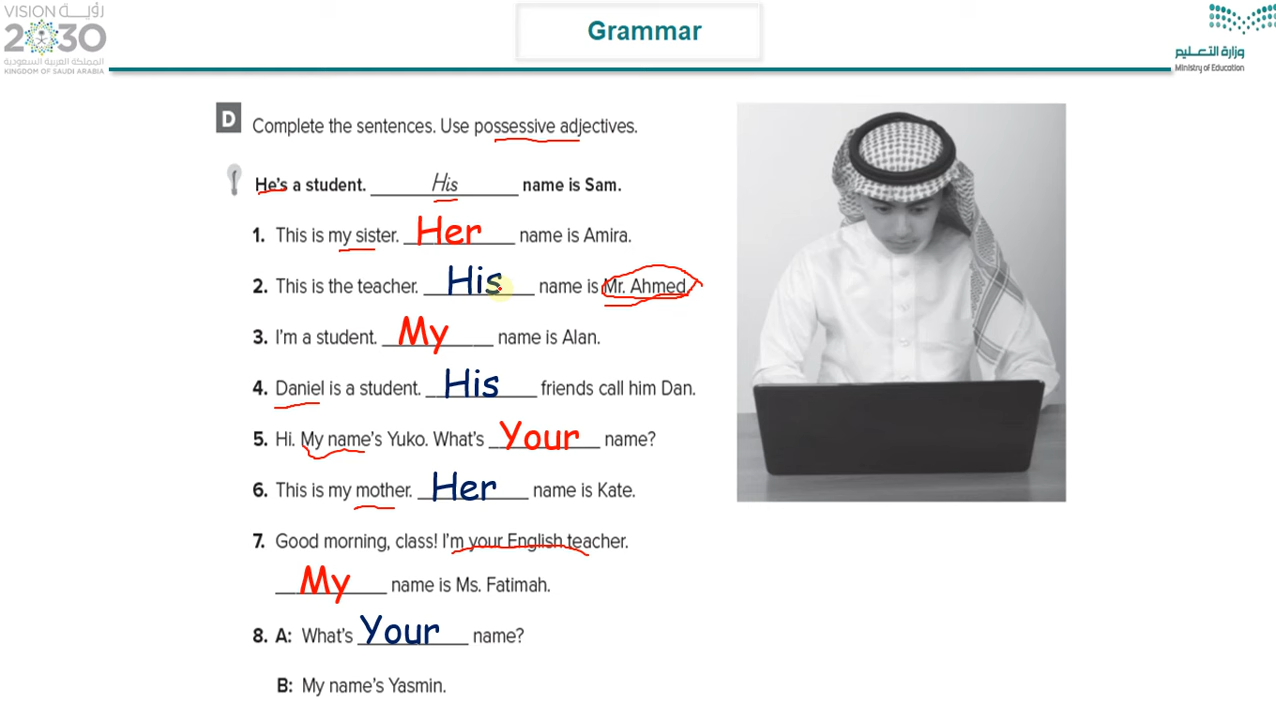 VISION رؤيـــة
2030
المملكة العربية السعودية
KINGDOM OF SAUDI ARABIA
Grammar
وزارة التعـــليم
Ministry of Education
D Complete the sentences. Use possessive adjectives.
He's a student. His name is Sam.
1. This is my sister. Her name is Amira.
2. This is the teacher. His name is Mr. Ahmed.
3. I'm a student. My name is Alan.
4. Daniel is a student. His friends call him Dan.
5. Hi. My name's Yuko. What's Your name?
6. This is my mother. Her name is Kate.
7. Good morning, class! I'm your English teacher.
My name is Ms. Fatimah.
8. A: What's Your name?
B: My name's Yasmin.